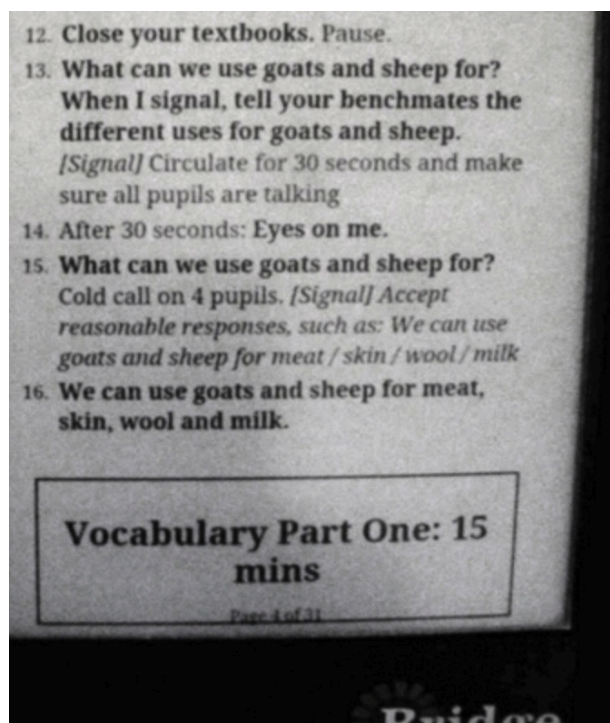 12. Close your textbooks. Pause.
13. What can we use goats and sheep for?
When I signal, tell your benchmates the
different uses for goats and sheep.
[Signal] Circulate for 30 seconds and make
sure all pupils are talking
14. After 30 seconds: Eyes on me.
15. What can we use goats and sheep for?
Cold call on 4 pupils. [Signal] Accept
reasonable responses, such as: We can use
goats and sheep for meat / skin / wool / milk
16. We can use goats and sheep for meat,
skin, wool and milk.
Vocabulary Part One: 15
mins
Page 4 of 31
Bridge